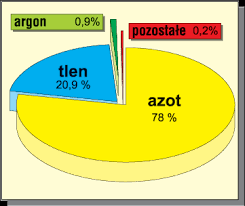 argon 0,9%
pozostałe 0,2%
tlen
20,9 %
azot
78 %